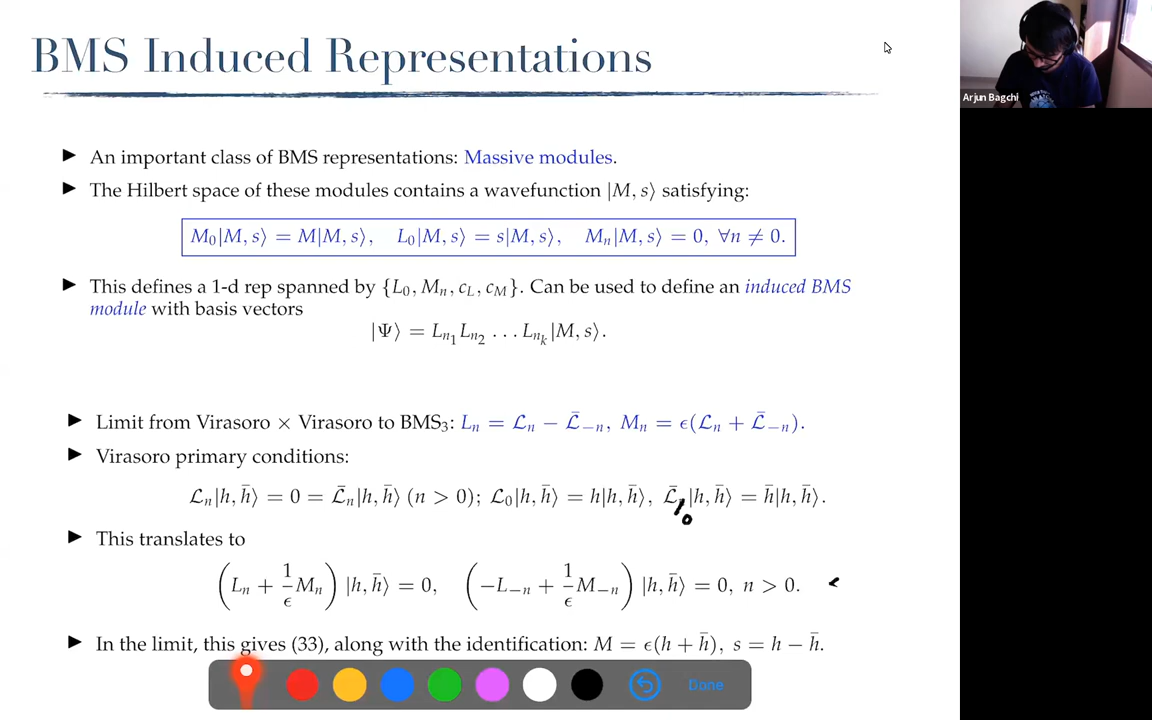 BMS Induced Representations
Arjun Bagchi
► An important class of BMS representations: Massive modules.
► The Hilbert space of these modules contains a wavefunction |M, s⟩ satisfying:
M₀|M, s⟩ = M|M, s⟩, L₀|M, s⟩ = s|M, s⟩, Mₙ|M, s⟩ = 0, ∀n ≠ 0.
► This defines a 1-d rep spanned by {L₀, Mₙ, c_L, c_M}. Can be used to define an induced BMS
module with basis vectors
|Ψ⟩ = L_{n₁}L_{n₂} . . . L_{n_k}|M, s⟩.
► Limit from Virasoro × Virasoro to BMS₃: Lₙ = ℒₙ − ℒ̄₋ₙ, Mₙ = ϵ(ℒₙ + ℒ̄₋ₙ).
► Virasoro primary conditions:
ℒₙ|h, h̄⟩ = 0 = ℒ̄ₙ|h, h̄⟩ (n > 0); ℒ₀|h, h̄⟩ = h|h, h̄⟩, ℒ̄₀|h, h̄⟩ = h̄|h, h̄⟩.
► This translates to
(Lₙ + 1/ϵ Mₙ) |h, h̄⟩ = 0, (−L₋ₙ + 1/ϵ M₋ₙ) |h, h̄⟩ = 0, n > 0.
► In the limit, this gives (33), along with the identification: M = ϵ(h + h̄), s = h − h̄.
Done